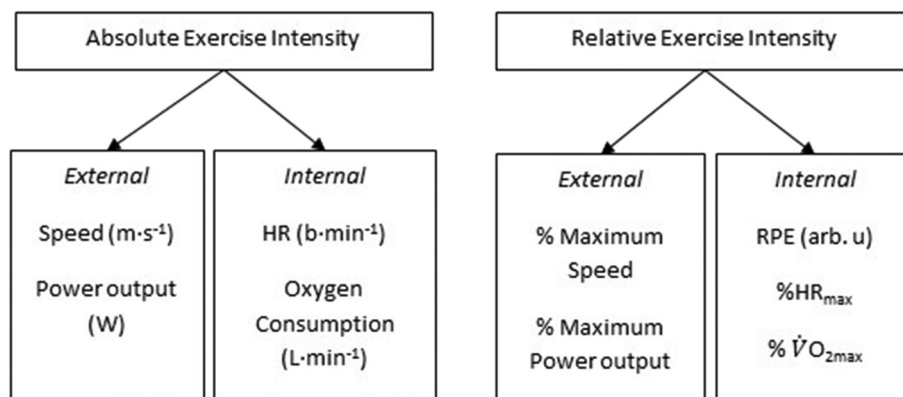 Absolute Exercise Intensity
External
Speed (m·s⁻¹)
Power output
(W)
Internal
HR (b·min⁻¹)
Oxygen
Consumption
(L·min⁻¹)
Relative Exercise Intensity
External
% Maximum
Speed
% Maximum
Power output
Internal
RPE (arb. u)
%HRmax
% V̇O2max